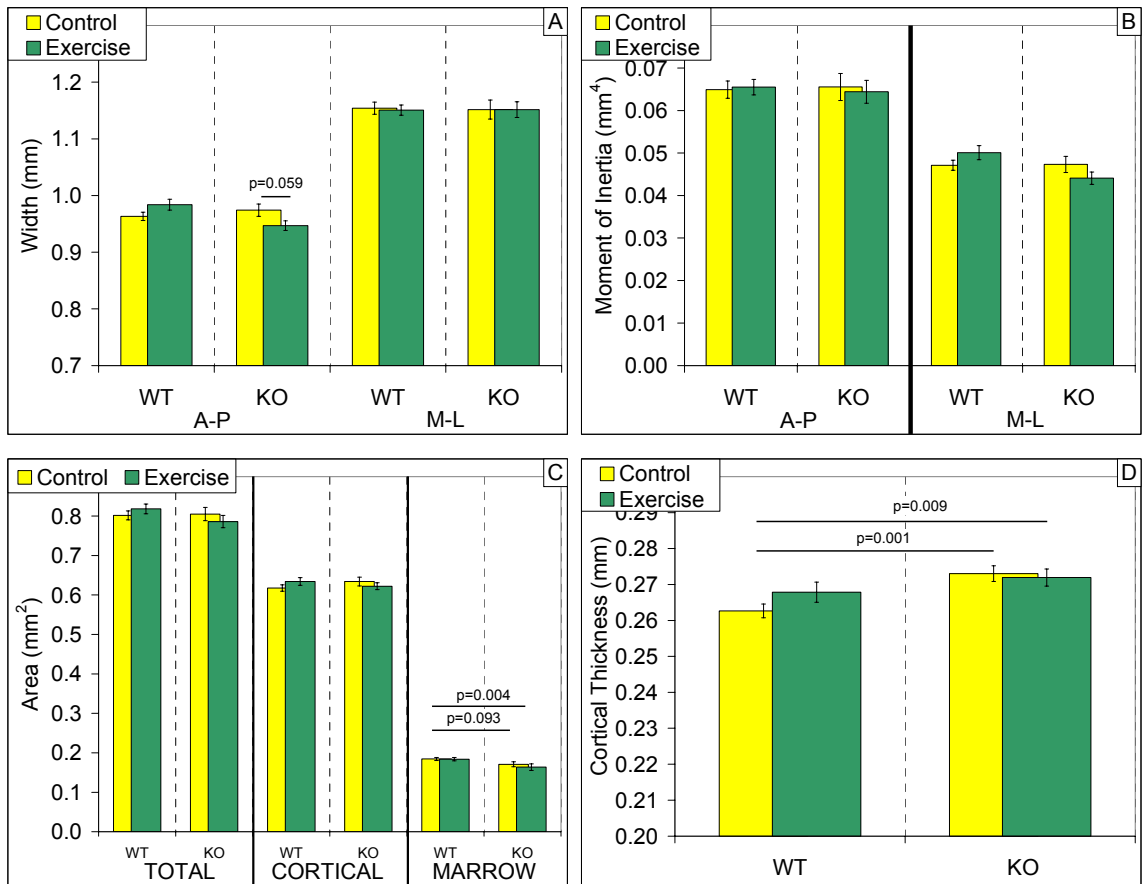 Control
Exercise
A
Width (mm)
1.2
1.1
1.0
0.9
0.8
0.7
p=0.059
WT
KO
WT
KO
A-P
M-L
Control
Exercise
B
Moment of Inertia (mm⁴)
0.07
0.06
0.05
0.04
0.03
0.02
0.01
0.00
WT
KO
WT
KO
A-P
M-L
Control
Exercise
C
Area (mm²)
0.8
0.7
0.6
0.5
0.4
0.3
0.2
0.1
0.0
p=0.004
p=0.093
WT
KO
WT
KO
WT
KO
TOTAL
CORTICAL
MARROW
Control
Exercise
D
Cortical Thickness (mm)
0.29
0.28
0.27
0.26
0.25
0.24
0.23
0.22
0.21
0.20
p=0.009
p=0.001
WT
KO